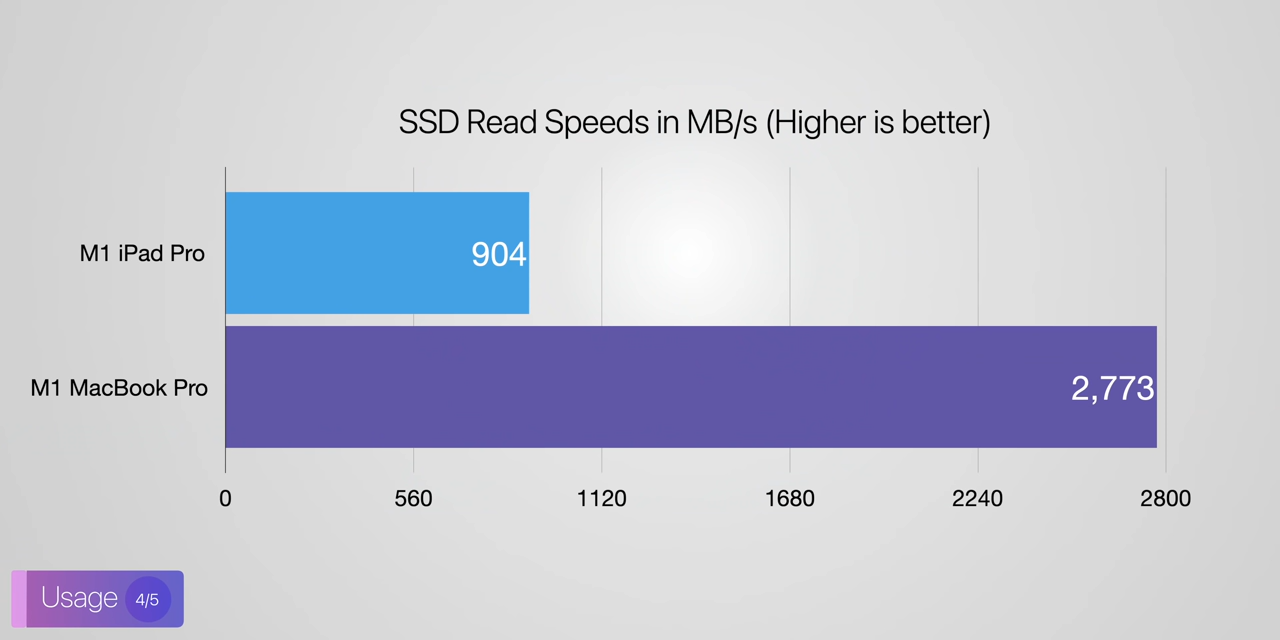 SSD Read Speeds in MB/s (Higher is better)
M1 iPad Pro
904
M1 MacBook Pro
2,773
0 560 1120 1680 2240 2800
Usage 4/5